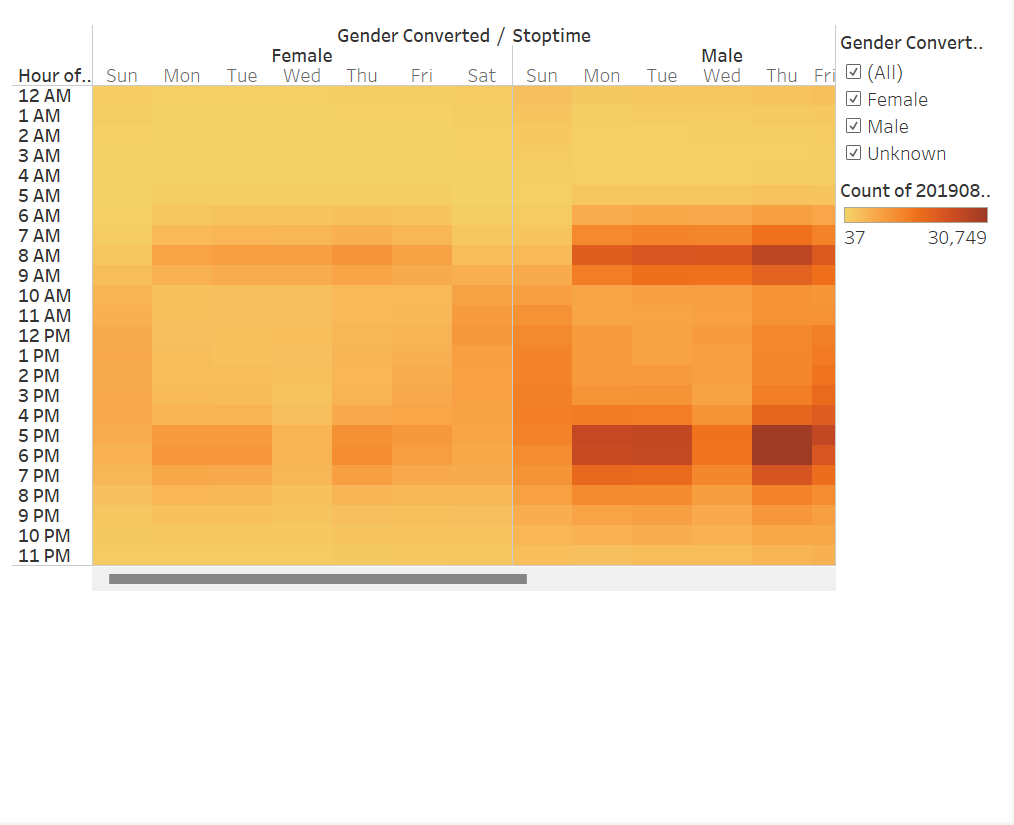 Gender Converted / Stoptime
Female Male
Hour of.. Sun Mon Tue Wed Thu Fri Sat Sun Mon Tue Wed Thu Fri
12 AM
1 AM
2 AM
3 AM
4 AM
5 AM
6 AM
7 AM
8 AM
9 AM
10 AM
11 AM
12 PM
1 PM
2 PM
3 PM
4 PM
5 PM
6 PM
7 PM
8 PM
9 PM
10 PM
11 PM
Gender Convert..
(All)
Female
Male
Unknown
Count of 201908..
37 30,749